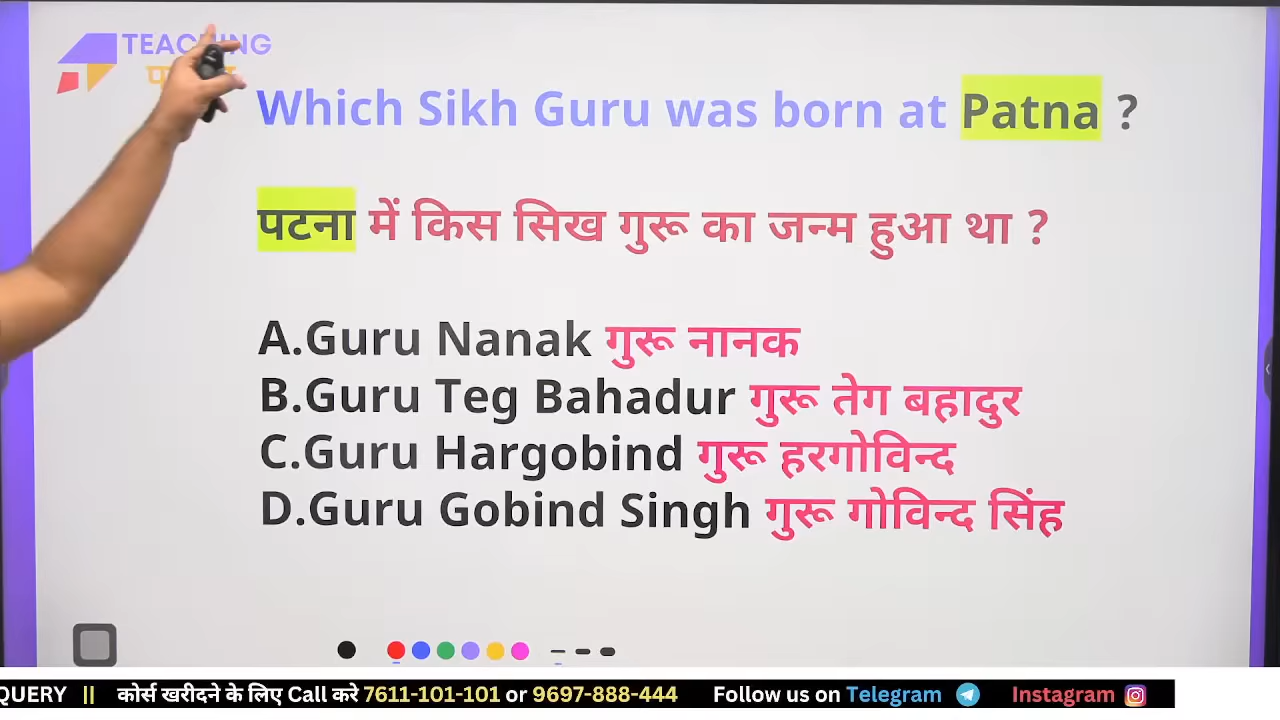 TEACHING
Which Sikh Guru was born at Patna ?
पटना में किस सिख गुरू का जन्म हुआ था ?
A.Guru Nanak गुरू नानक
B.Guru Teg Bahadur गुरू तेग बहादुर
C.Guru Hargobind गुरू हरगोविन्द
D.Guru Gobind Singh गुरू गोविन्द सिंह
QUERY || कोर्स खरीदने के लिए Call करे 7611-101-101 or 9697-888-444 Follow us on Telegram Instagram